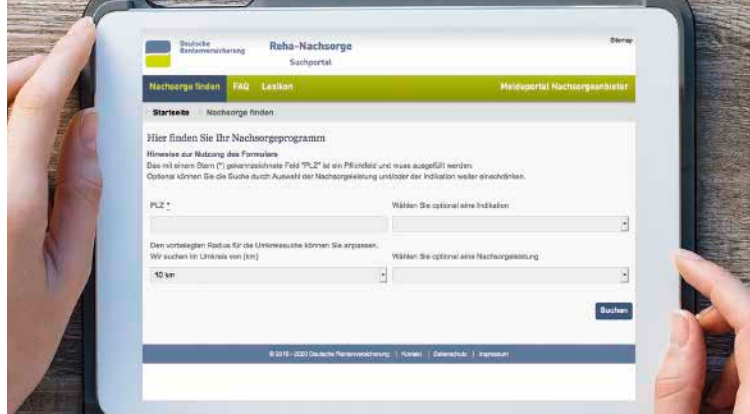 Deutsche
Rentenversicherung
Reha-Nachsorge
Suchportal
Sitemap
Nachsorge finden FAQ Lexikon Meldeportal Nachsorgeanbieter
Startseite Nachsorge finden
Hier finden Sie Ihr Nachsorgeprogramm
Hinweise zur Nutzung des Formulars
Das mit einem Stern (*) gekennzeichnete Feld "PLZ" ist ein Pflichtfeld und muss ausgefüllt werden.
Optional können Sie die Suche durch Auswahl der Nachsorgeleistung und/oder der Indikation weiter einschränken.
PLZ * Wählen Sie optional eine Indikation
Den vorbelegten Radius für die Umkreissuche können Sie anpassen.
Wir suchen im Umkreis von (km) Wählen Sie optional eine Nachsorgeleistung
10 km
Suchen
© 2018 - 2020 Deutsche Rentenversicherung | Kontakt | Datenschutz | Impressum